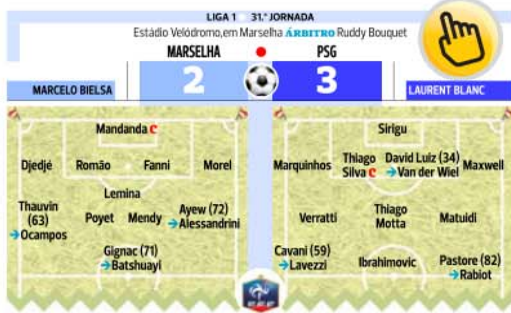 LIGA 1 31.ª JORNADA
Estádio Velódromo,em Marselha ÁRBITRO Ruddy Bouquet
MARSELHA PSG
MARCELO BIELSA 2 3 LAURENT BLANC
Mandanda C
Djedjé Romão Fanni Morel
Lemina
Thauvin (63) → Ocampos
Poyet Mendy
Ayew (72) → Alessandrini
Gignac (71)
→ Batshuayi
Sirigu
Marquinhos
Thiago
Silva C
David Luiz (34)
→ Van der Wiel
Maxwell
Verratti
Thiago
Motta
Matuidi
Cavani (59)
→ Lavezzi
Ibrahimovic
Pastore (82)
→ Rabiot
FFF